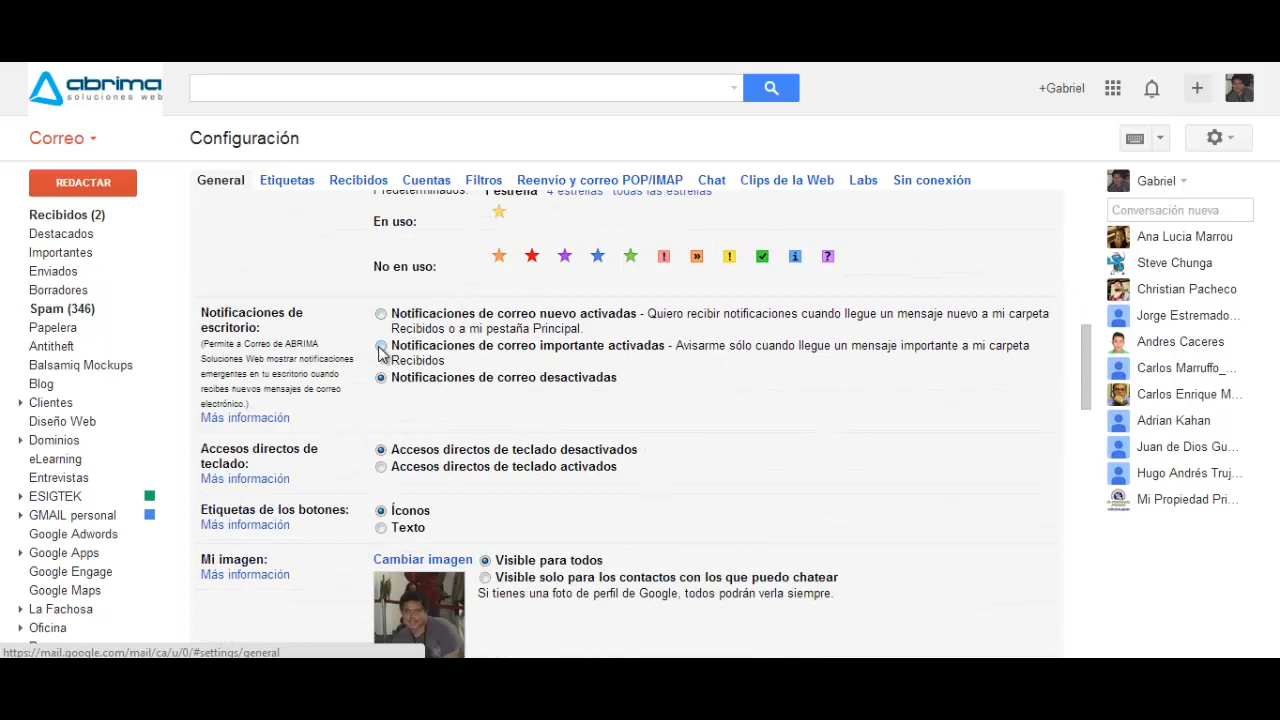 abrima
soluciones web
+Gabriel
Correo
Configuración
REDACTAR
General Etiquetas Recibidos Cuentas Filtros Reenvío y correo POP/IMAP Chat Clips de la Web Labs Sin conexión
Gabriel
Conversación nueva
Recibidos (2)
Destacados
Importantes
Enviados
Borradores
Spam (346)
Papelera
Antitheft
Balsamiq Mockups
Blog
Clientes
Diseño Web
Dominios
eLearning
Entrevistas
ESIGTEK
GMAIL personal
Google Adwords
Google Apps
Google Engage
Google Maps
La Fachosa
Oficina
Predeterminados: 1 estrella 4 estrellas todas las estrellas
En uso:
No en uso:
Notificaciones de
escritorio:
(Permite a Correo de ABRIMA
Soluciones Web mostrar notificaciones
emergentes en tu escritorio cuando
recibes nuevos mensajes de correo
electrónico.)
Más información
Notificaciones de correo nuevo activadas - Quiero recibir notificaciones cuando llegue un mensaje nuevo a mi carpeta
Recibidos o a mi pestaña Principal.
Notificaciones de correo importante activadas - Avisarme sólo cuando llegue un mensaje importante a mi carpeta
Recibidos
Notificaciones de correo desactivadas
Accesos directos de
teclado:
Más información
Accesos directos de teclado desactivados
Accesos directos de teclado activados
Etiquetas de los botones:
Más información
Íconos
Texto
Mi imagen:
Más información
Cambiar imagen
Visible para todos
Visible solo para los contactos con los que puedo chatear
Si tienes una foto de perfil de Google, todos podrán verla siempre.
Ana Lucia Marrou
Steve Chunga
Christian Pacheco
Jorge Estremado...
Andres Caceres
Carlos Marruffo_...
Carlos Enrique M...
Adrian Kahan
Juan de Dios Gu...
Hugo Andrés Truj...
Mi Propiedad Pri...
https://mail.google.com/mail/ca/u/0/#settings/general